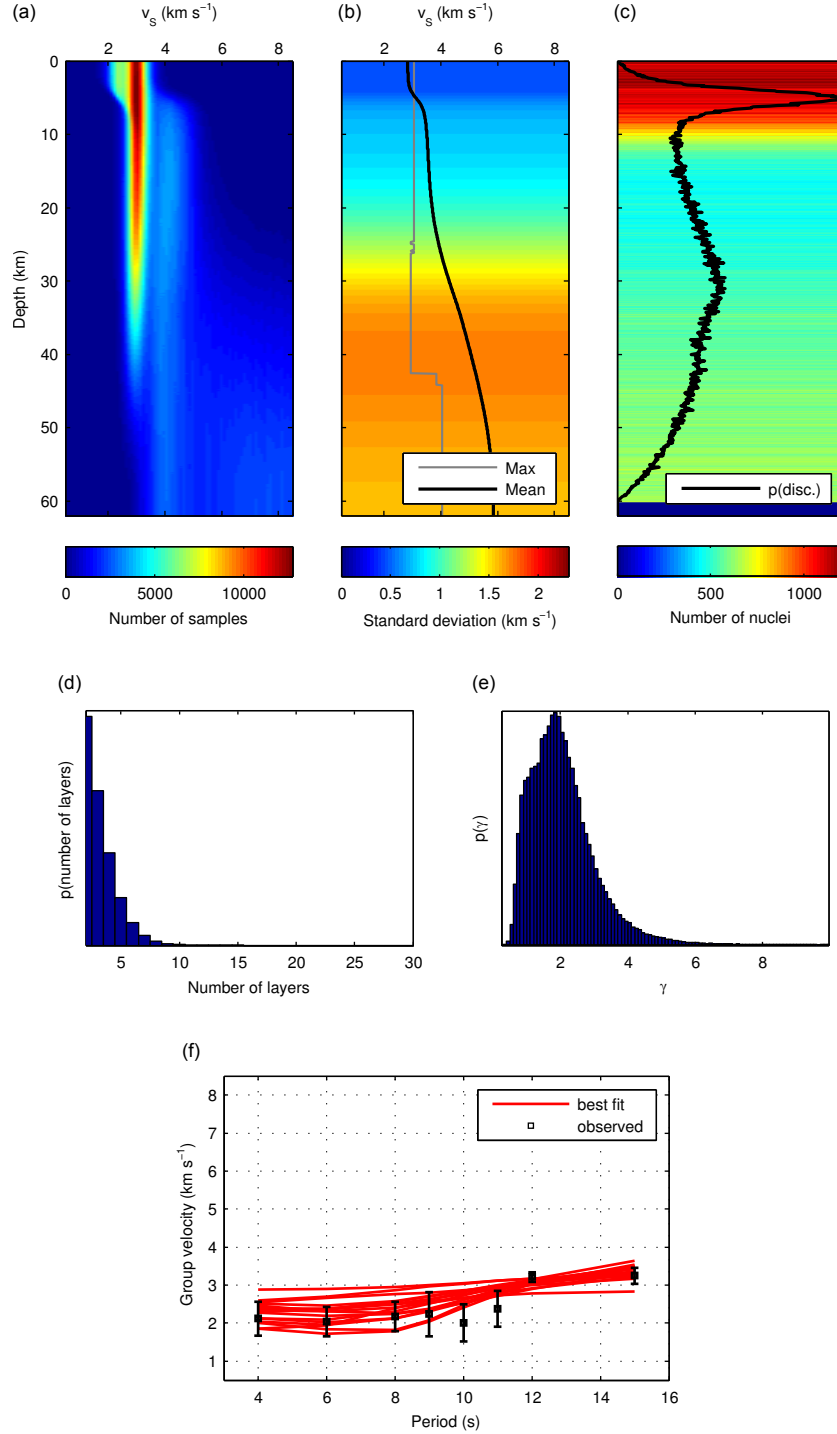 (a)
v_S (km s⁻¹)
2 4 6 8
(b)
v_S (km s⁻¹)
2 4 6 8
(c)
0
10
20
30
40
50
60
Depth (km)
Max
Mean
p(disc.)
0 5000 10000
Number of samples
0 0.5 1 1.5 2
Standard deviation (km s⁻¹)
0 500 1000
Number of nuclei
(d)
p(number of layers)
5 10 15 20 25 30
Number of layers
(e)
p(γ)
2 4 6 8
γ
(f)
8
7
6
5
4
3
2
1
Group velocity (km s⁻¹)
best fit
observed
4 6 8 10 12 14 16
Period (s)